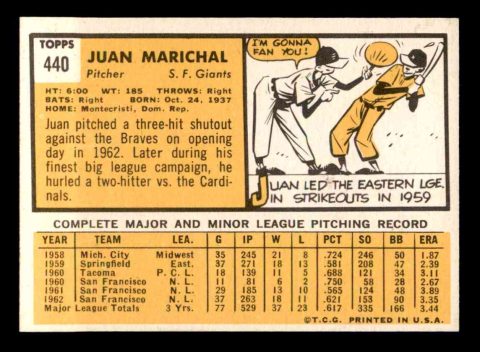 TOPPS
440
JUAN MARICHAL
Pitcher S. F. Giants
HT: 6:00 WT: 185 THROWS: Right
BATS: Right BORN: Oct. 24, 1937
HOME: Montecristi, Dom. Rep.
Juan pitched a three-hit shutout
against the Braves on opening
day in 1962. Later during his
finest big league campaign, he
hurled a two-hitter vs. the Cardi-
nals.
I'M GONNA
FAN YOU!
JUAN LED THE EASTERN LGE.
IN STRIKEOUTS IN 1959
COMPLETE MAJOR AND MINOR LEAGUE PITCHING RECORD
YEAR TEAM LEA. G IP W L PCT SO BB ERA
1958 Mich. City Midwest 35 245 21 8 .724 246 50 1.87
1959 Springfield East. 37 271 18 13 .581 208 47 2.39
1960 Tacoma P. C. L. 18 139 11 5 .688 121 34 3.11
1960 San Francisco N. L. 11 81 6 2 .750 58 28 2.67
1961 San Francisco N. L. 29 185 13 10 .565 124 48 3.89
1962 San Francisco N. L. 37 263 18 11 .621 153 90 3.35
Major League Totals 3 Yrs. 77 529 37 23 .617 335 166 3.44
© T.C.G. PRINTED IN U.S.A.